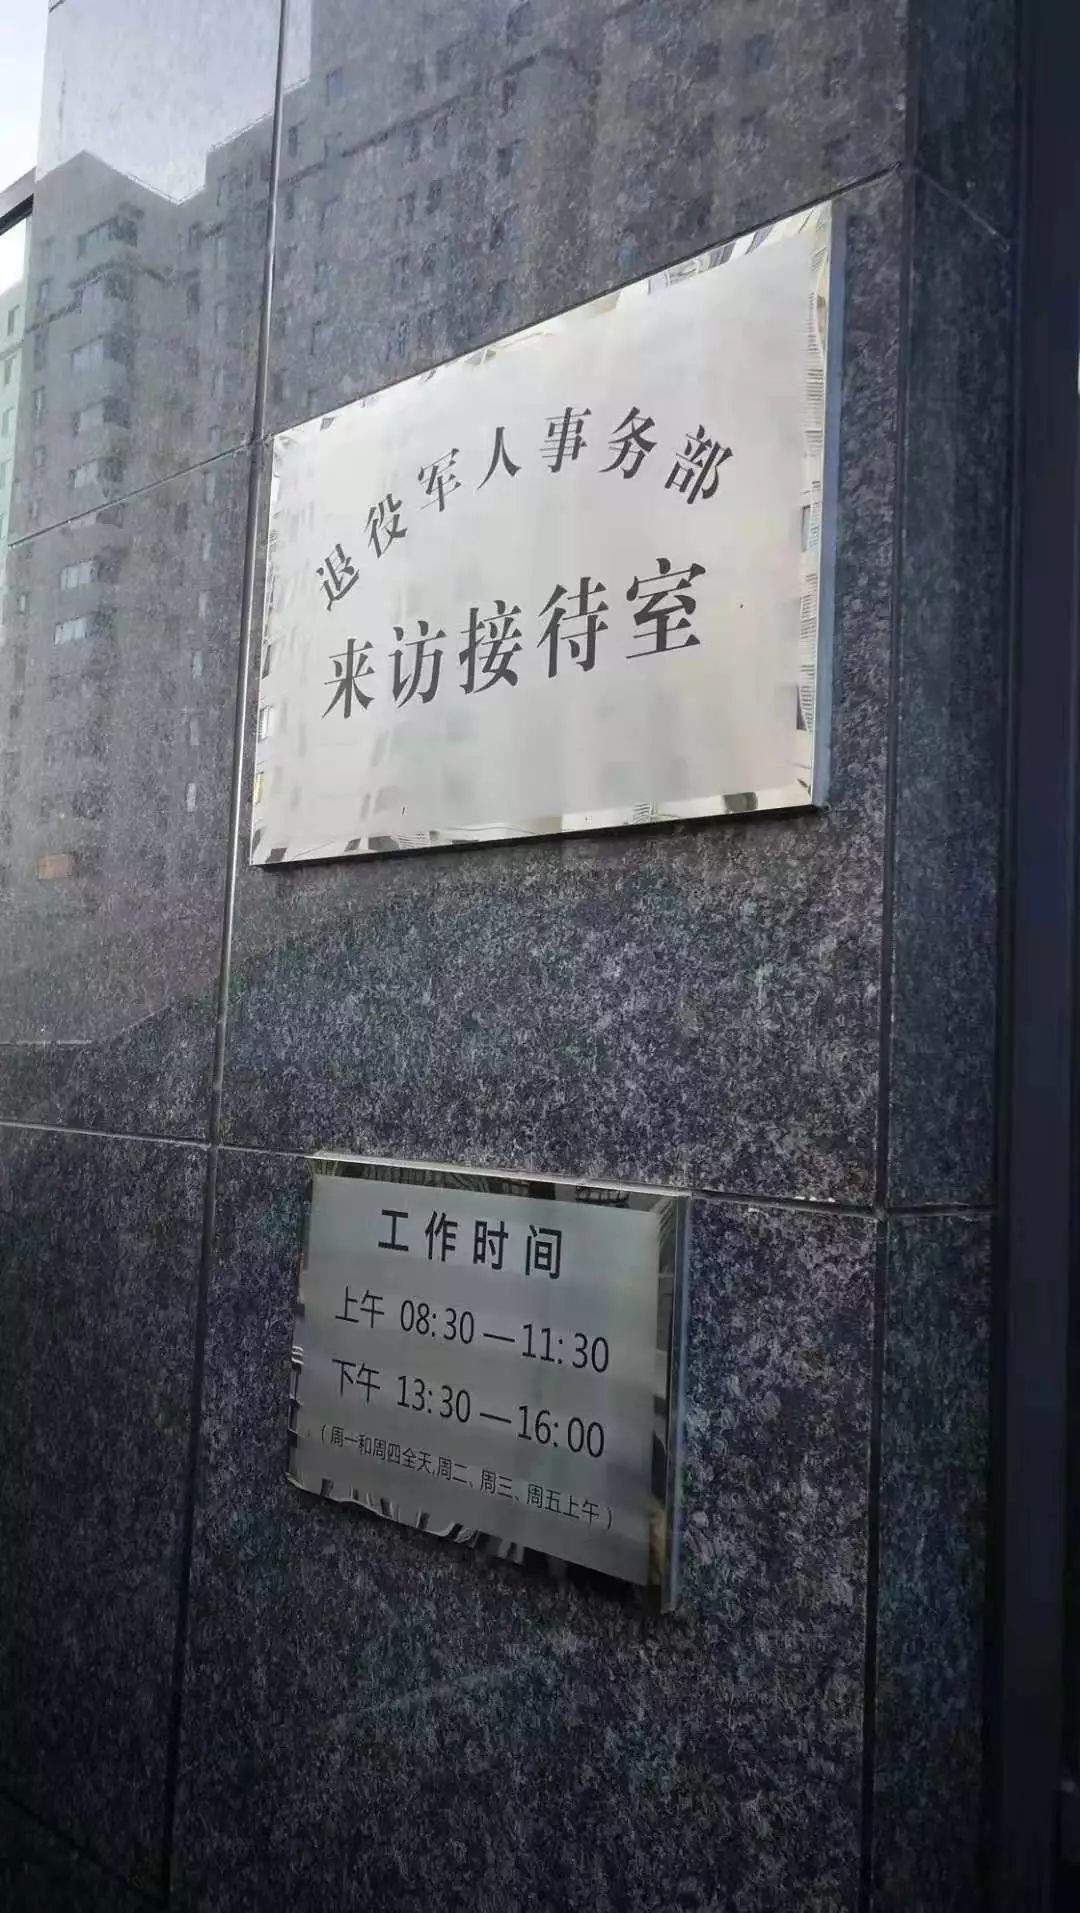 退役军人事务部
来访接待室
工作时间
上午 08:30—11:30
下午 13:30—16:00
(周一和周四全天,周二、周三、周五上午)